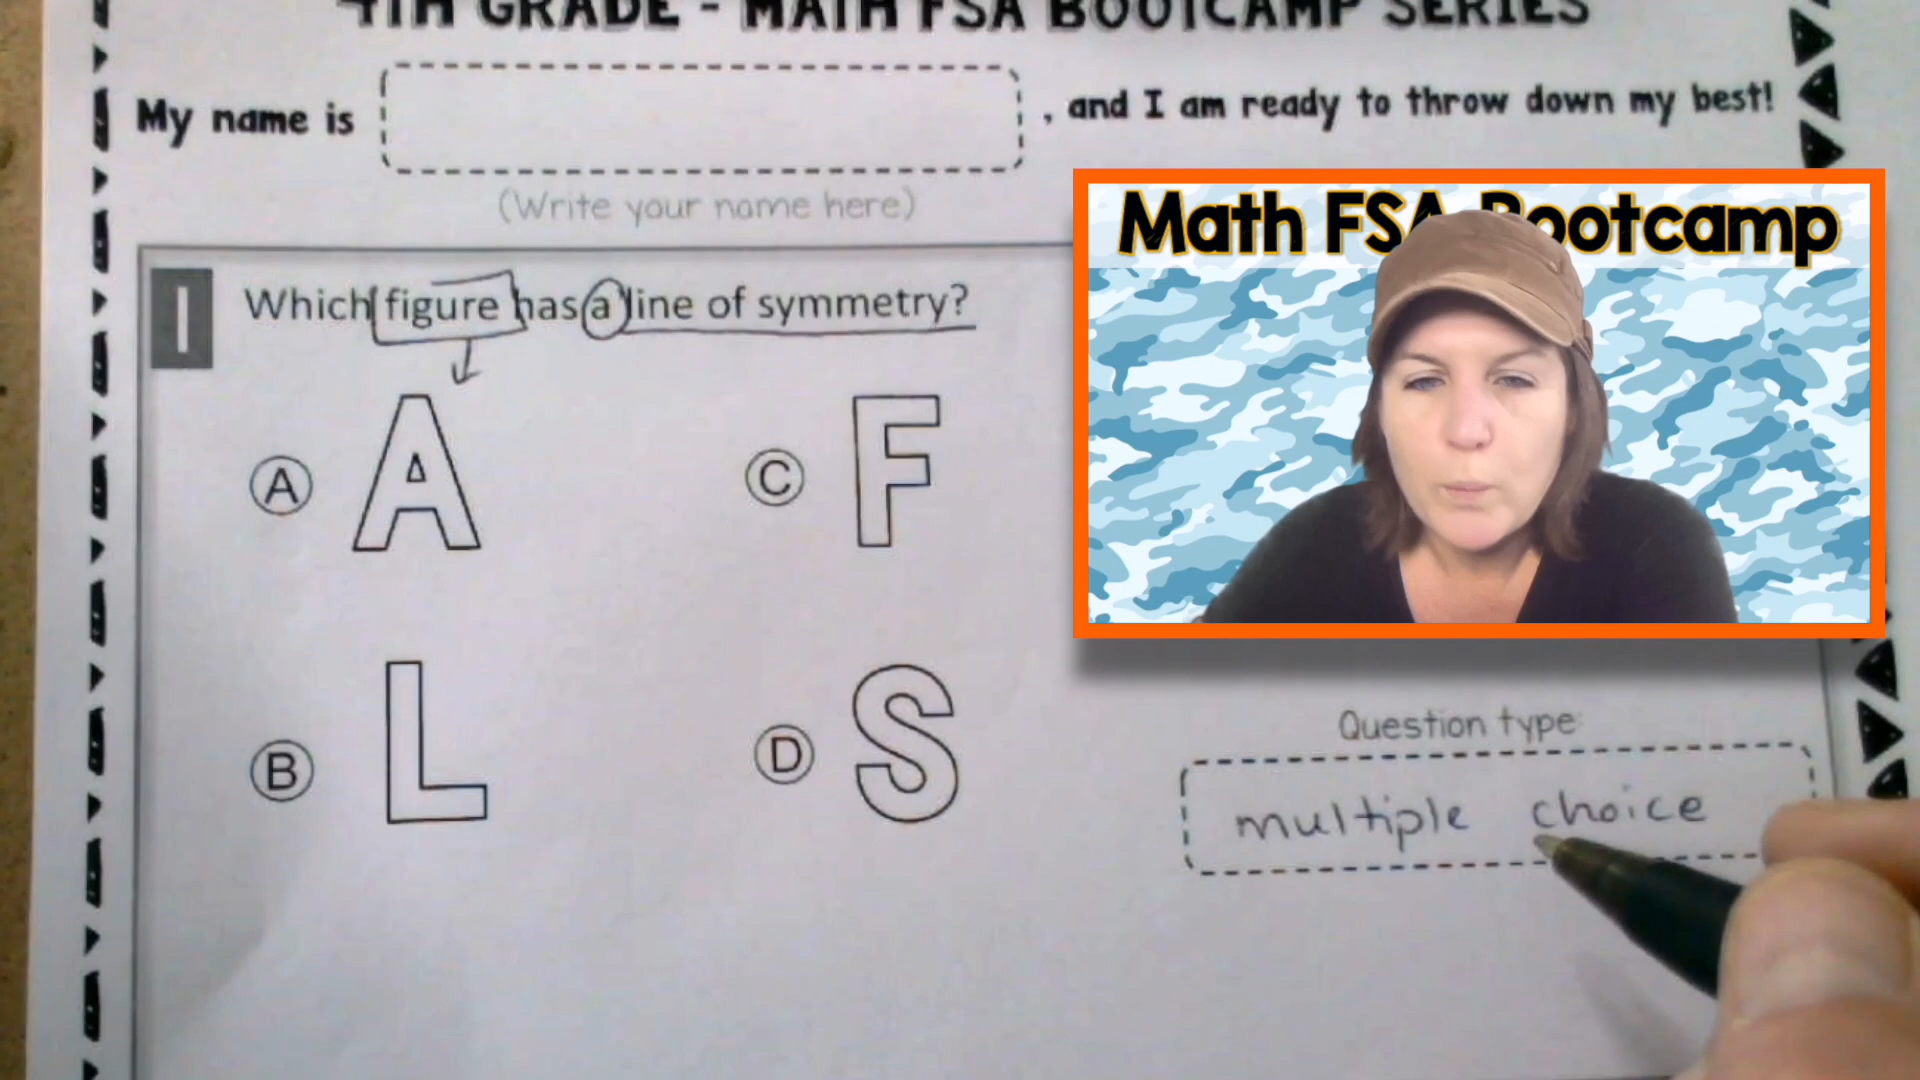 4TH GRADE - MATH FSA BOOTCAMP SERIES
My name is , and I am ready to throw down my best!
(Write your name here)
Math FSA Bootcamp
1 Which figure has a line of symmetry?
A A
C F
B L
D S
Question type:
multiple choice